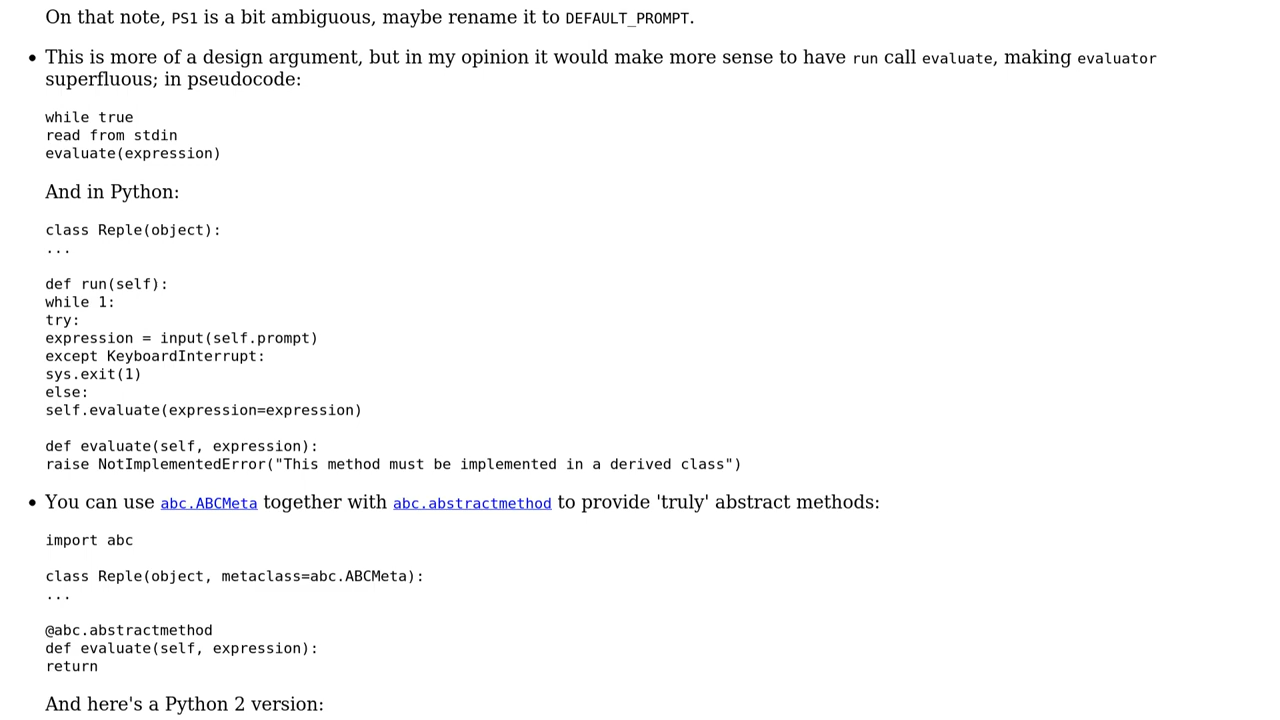 On that note, PS1 is a bit ambiguous, maybe rename it to DEFAULT_PROMPT.
• This is more of a design argument, but in my opinion it would make more sense to have run call evaluate, making evaluator
superfluous; in pseudocode:
while true
read from stdin
evaluate(expression)
And in Python:
class Reple(object):
...
def run(self):
while 1:
try:
expression = input(self.prompt)
except KeyboardInterrupt:
sys.exit(1)
else:
self.evaluate(expression=expression)
def evaluate(self, expression):
raise NotImplementedError("This method must be implemented in a derived class")
• You can use abc.ABCMeta together with abc.abstractmethod to provide 'truly' abstract methods:
import abc
class Reple(object, metaclass=abc.ABCMeta):
...
@abc.abstractmethod
def evaluate(self, expression):
return
And here's a Python 2 version: